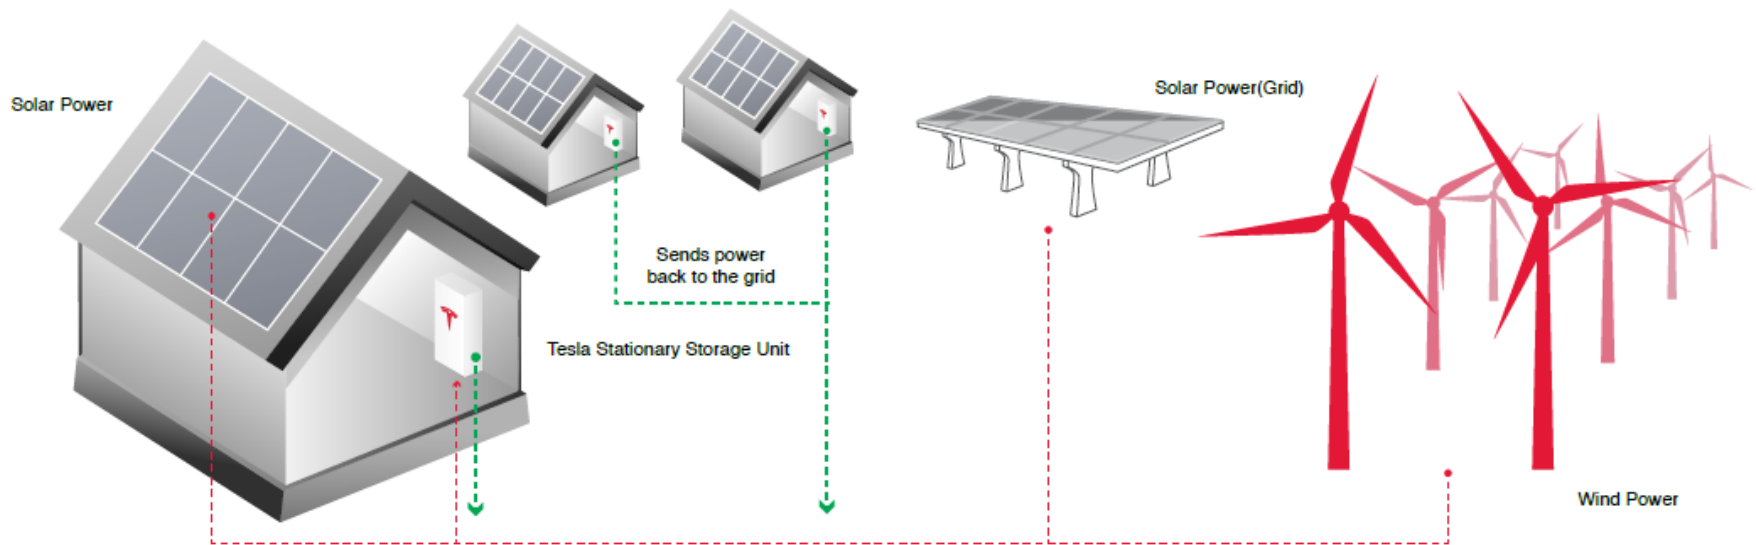 Solar Power
Solar Power(Grid)
Sends power
back to the grid
Tesla Stationary Storage Unit
Wind Power